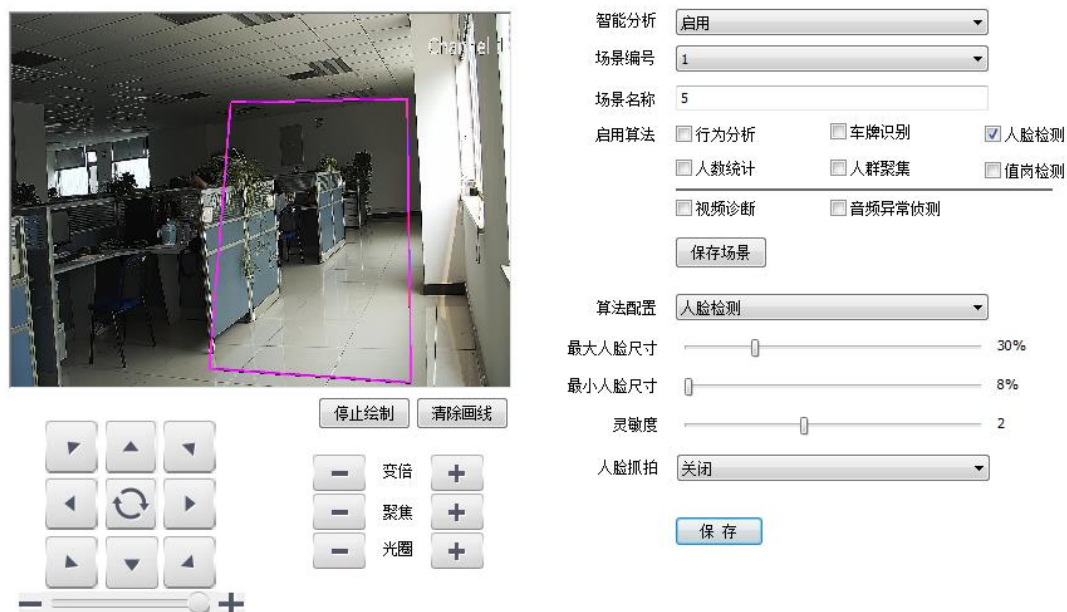 Channel 1
智能分析 启用
场景编号 1
场景名称 5
启用算法 行为分析 车牌识别 人脸检测
人数统计 人群聚集 值岗检测
视频诊断 音频异常侦测
保存场景
算法配置 人脸检测
最大人脸尺寸 30%
最小人脸尺寸 8%
灵敏度 2
人脸抓拍 关闭
保存
停止绘制 清除画线
变倍
聚焦
光圈